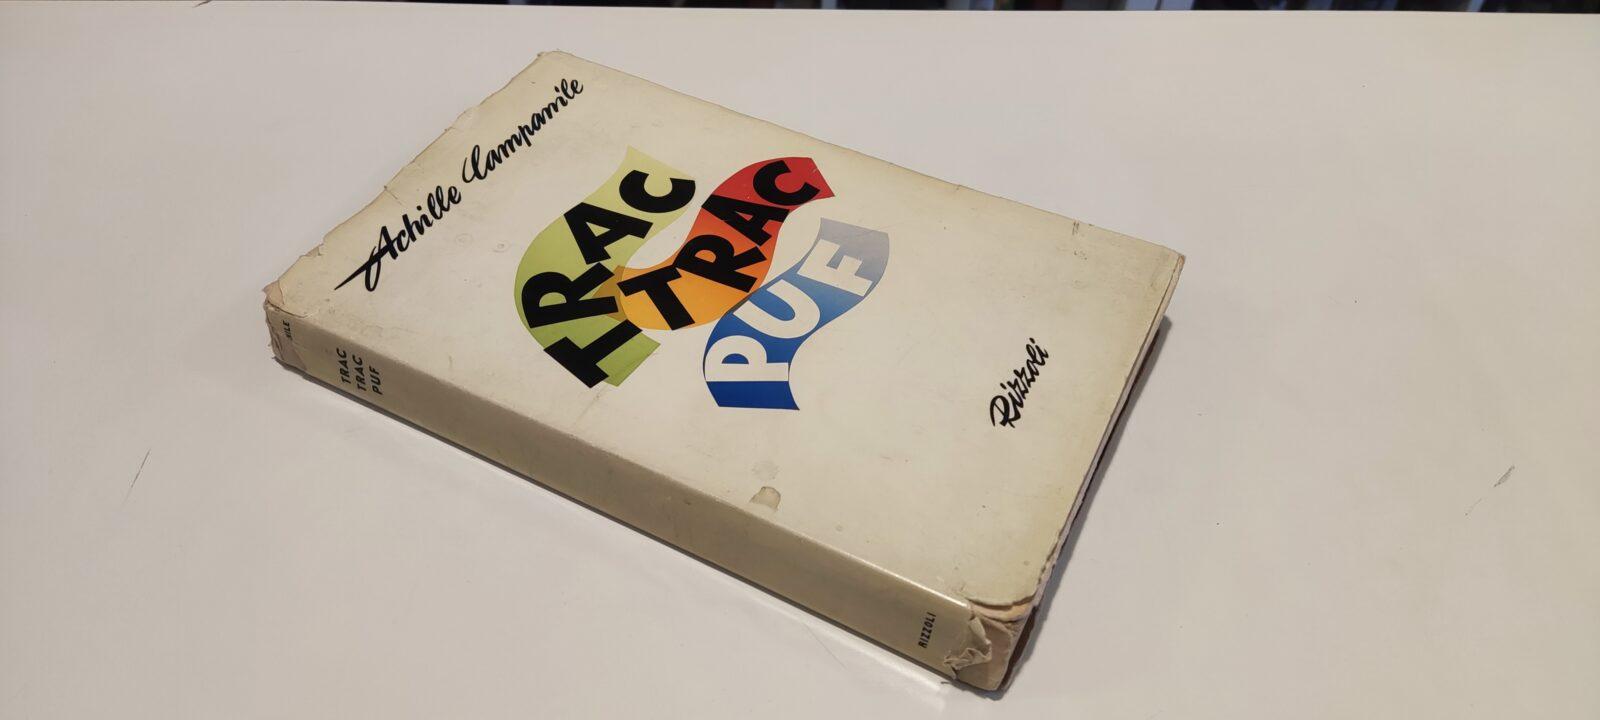 Achille Campanile
TRAC
TRAC
PUF
Rizzoli
TRAC
TRAC
PUF
RIZZOLI